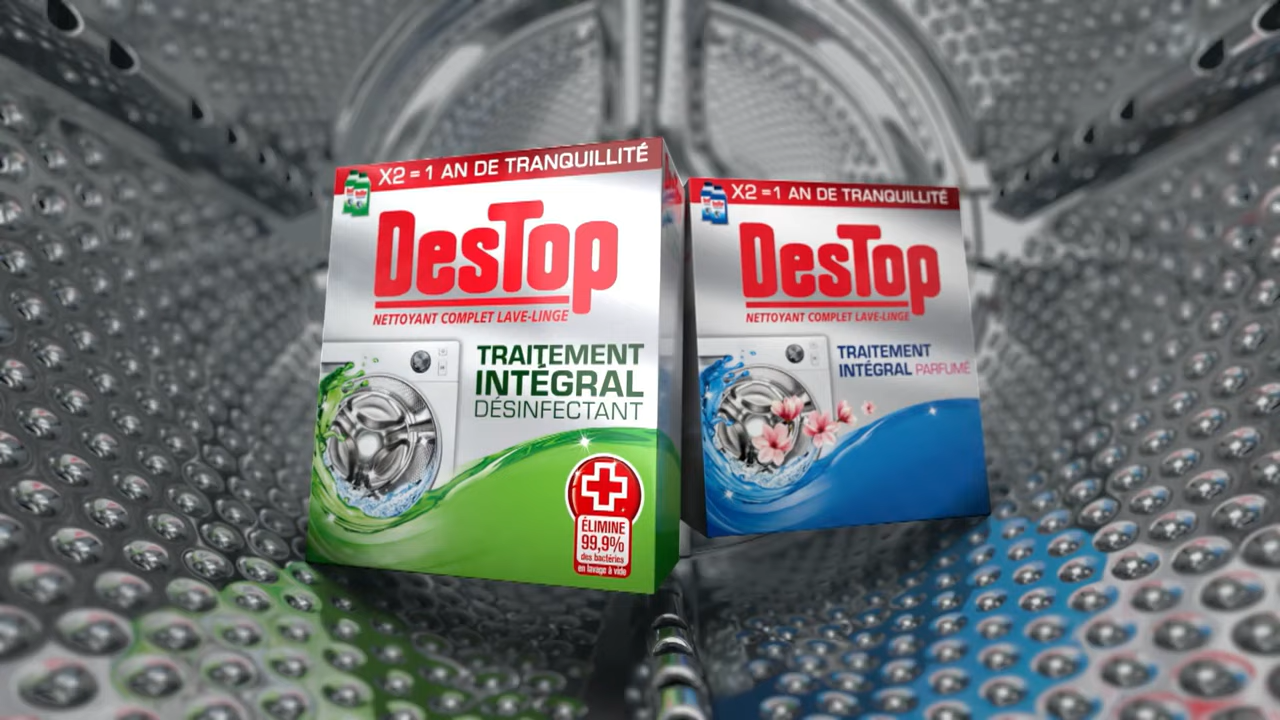 X2 = 1 AN DE TRANQUILLITÉ
DesTop
NETTOYANT COMPLET LAVE-LINGE
TRAITEMENT
INTÉGRAL
DÉSINFECTANT
ÉLIMINE
99,9%
des bactéries
en lavage à vide
X2 = 1 AN DE TRANQUILLITÉ
DesTop
NETTOYANT COMPLET LAVE-LINGE
TRAITEMENT
INTÉGRAL PARFUMÉ